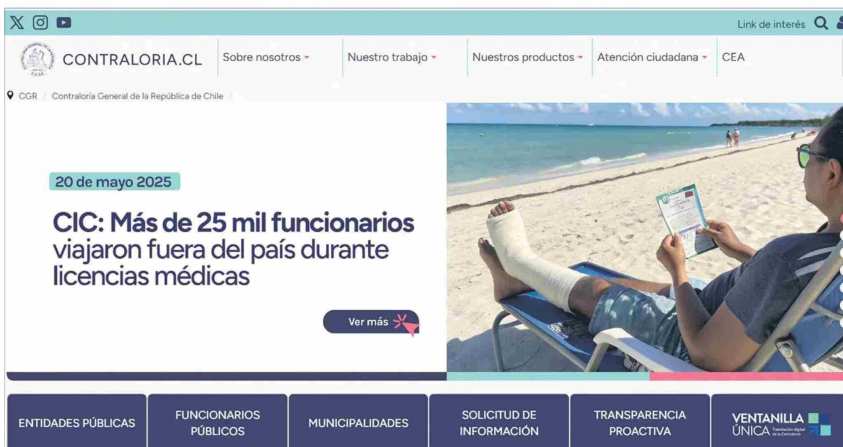 Link de interés
CONTRALORIA.CL
Sobre nosotros
Nuestro trabajo
Nuestros productos
Atención ciudadana
CEA
CGR / Contraloría General de la República de Chile /
20 de mayo 2025
CIC: Más de 25 mil funcionarios
viajaron fuera del país durante
licencias médicas
Ver más
ENTIDADES PÚBLICAS
FUNCIONARIOS
PÚBLICOS
MUNICIPALIDADES
SOLICITUD DE
INFORMACIÓN
TRANSPARENCIA
PROACTIVA
VENTANILLA
ÚNICA